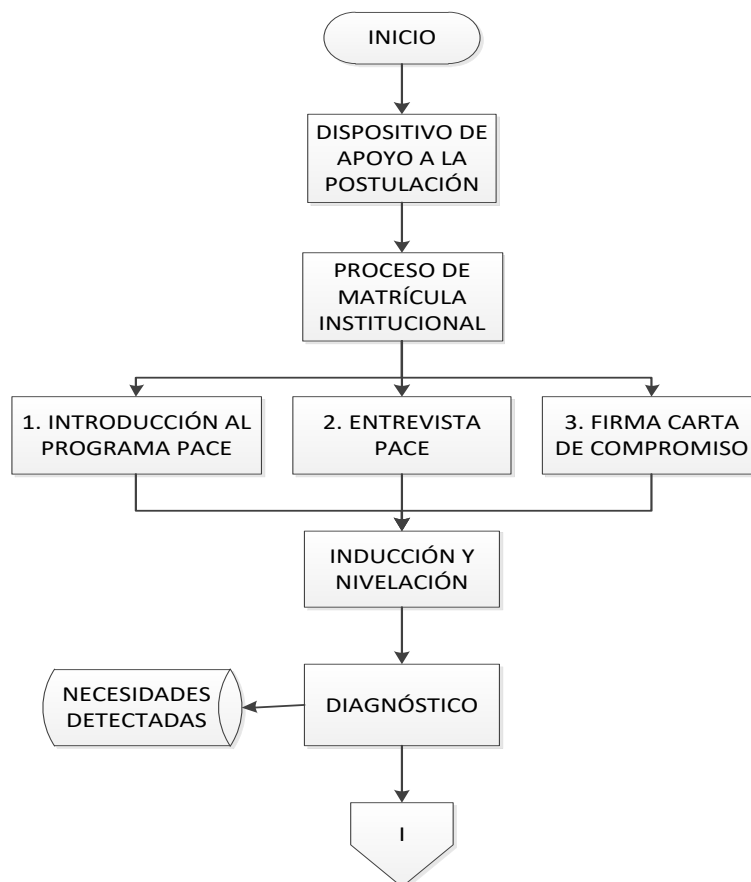 INICIO
DISPOSITIVO DE
APOYO A LA
POSTULACIÓN
PROCESO DE
MATRÍCULA
INSTITUCIONAL
1. INTRODUCCIÓN AL
PROGRAMA PACE
2. ENTREVISTA
PACE
3. FIRMA CARTA
DE COMPROMISO
INDUCCIÓN Y
NIVELACIÓN
NECESIDADES
DETECTADAS
DIAGNÓSTICO
I